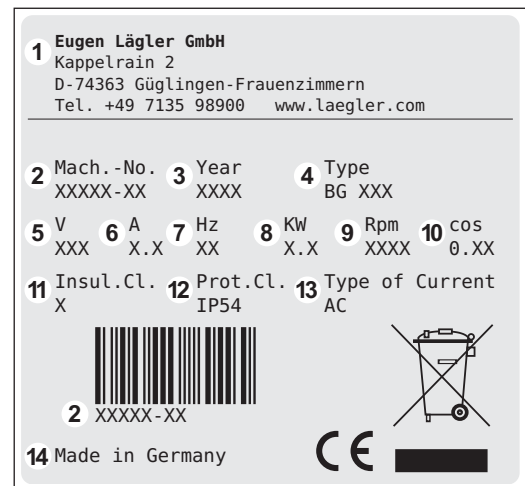 1 Eugen Lägler GmbH
Kappelrain 2
D-74363 Güglingen-Frauenzimmern
Tel. +49 7135 98900 www.laegler.com
2 Mach.-No. 3 Year 4 Type
XXXXX-XX XXXX BG XXX
5 V 6 A 7 Hz 8 KW 9 Rpm 10 cos
XXX X.X XX X.X XXXX 0.XX
11 Insul.Cl. 12 Prot.Cl. 13 Type of Current
X IP54 AC
2 XXXXX-XX
14 Made in Germany CE